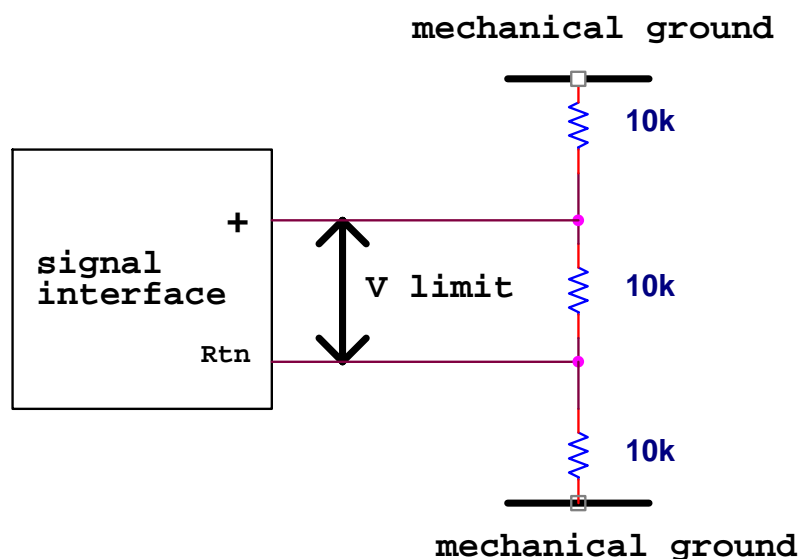 mechanical ground
10k
+
signal
interface
V limit
10k
Rtn
10k
mechanical ground